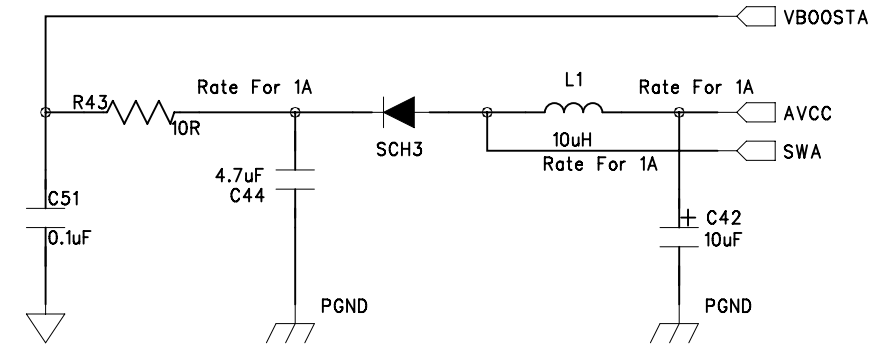 VBOOSTA
Rate For 1A
L1
Rate For 1A
R43
10R
AVCC
SCH3
10uH
SWA
Rate For 1A
4.7uF
C44
C51
0.1uF
+ C42
10uF
PGND
PGND